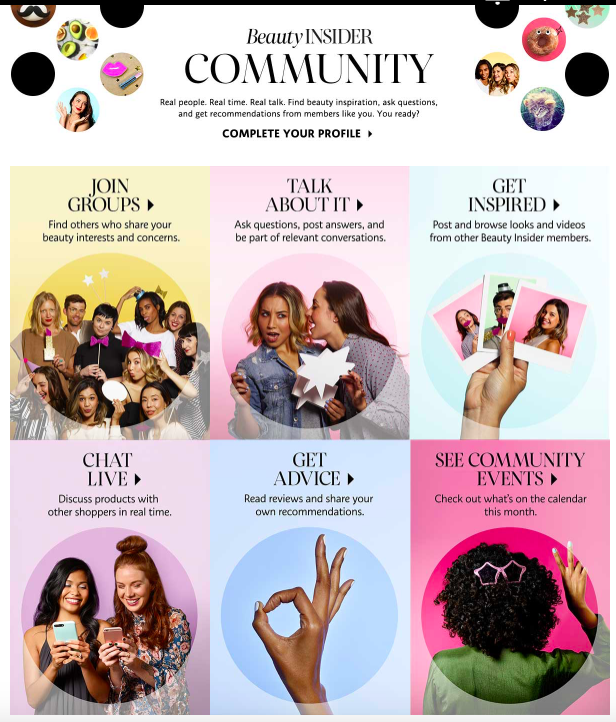 Beauty INSIDER
COMMUNITY
Real people. Real time. Real talk. Find beauty inspiration, ask questions,
and get recommendations from members like you. You ready?
COMPLETE YOUR PROFILE
JOIN
GROUPS
Find others who share your
beauty interests and concerns.
TALK
ABOUT IT
Ask questions, post answers, and
be part of relevant conversations.
GET
INSPIRED
Post and browse looks and videos
from other Beauty Insider members.
CHAT
LIVE
Discuss products with
other shoppers in real time.
GET
ADVICE
Read reviews and share your
own recommendations.
SEE COMMUNITY
EVENTS
Check out what's on the calendar
this month.